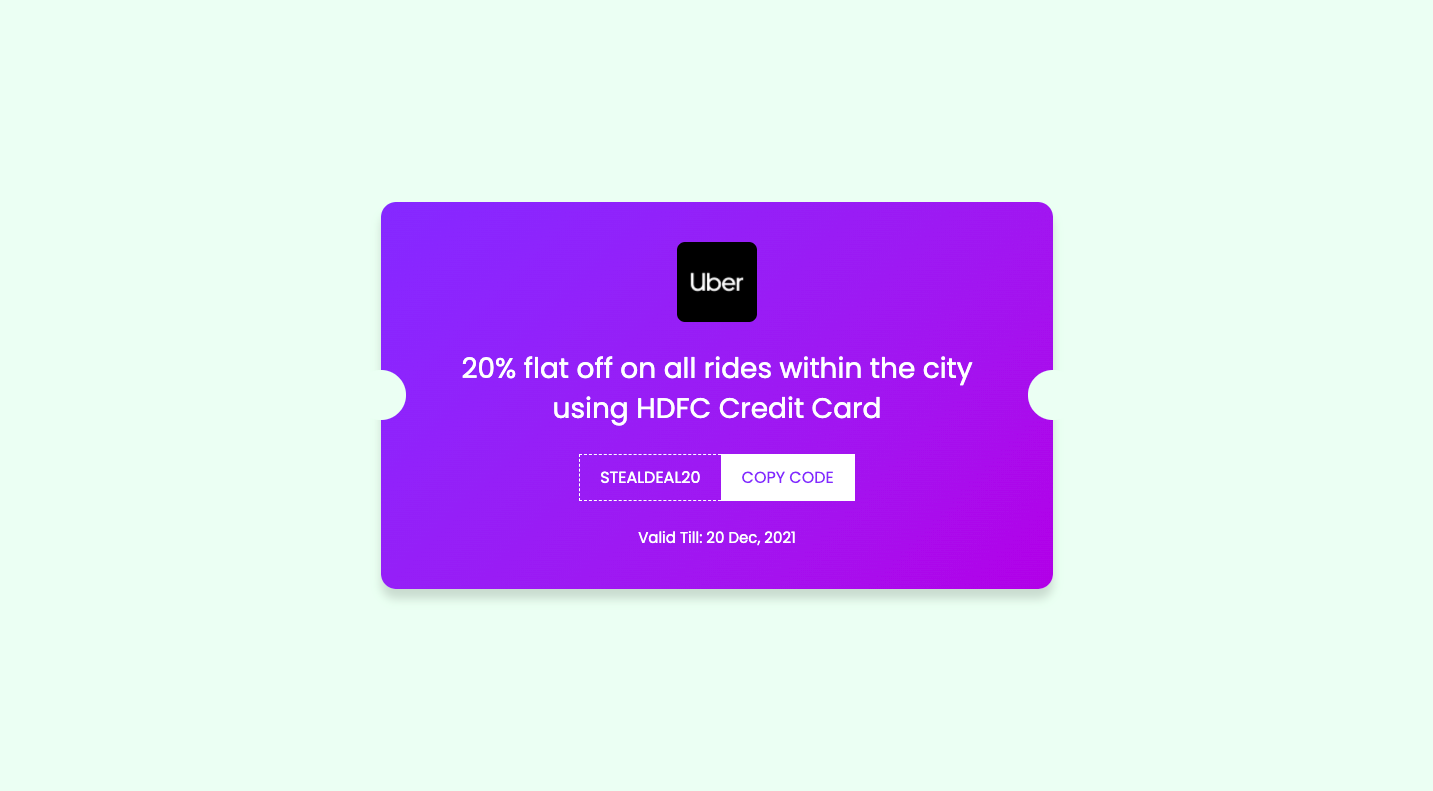 Uber
20% flat off on all rides within the city
using HDFC Credit Card
STEALDEAL20 COPY CODE
Valid Till: 20 Dec, 2021